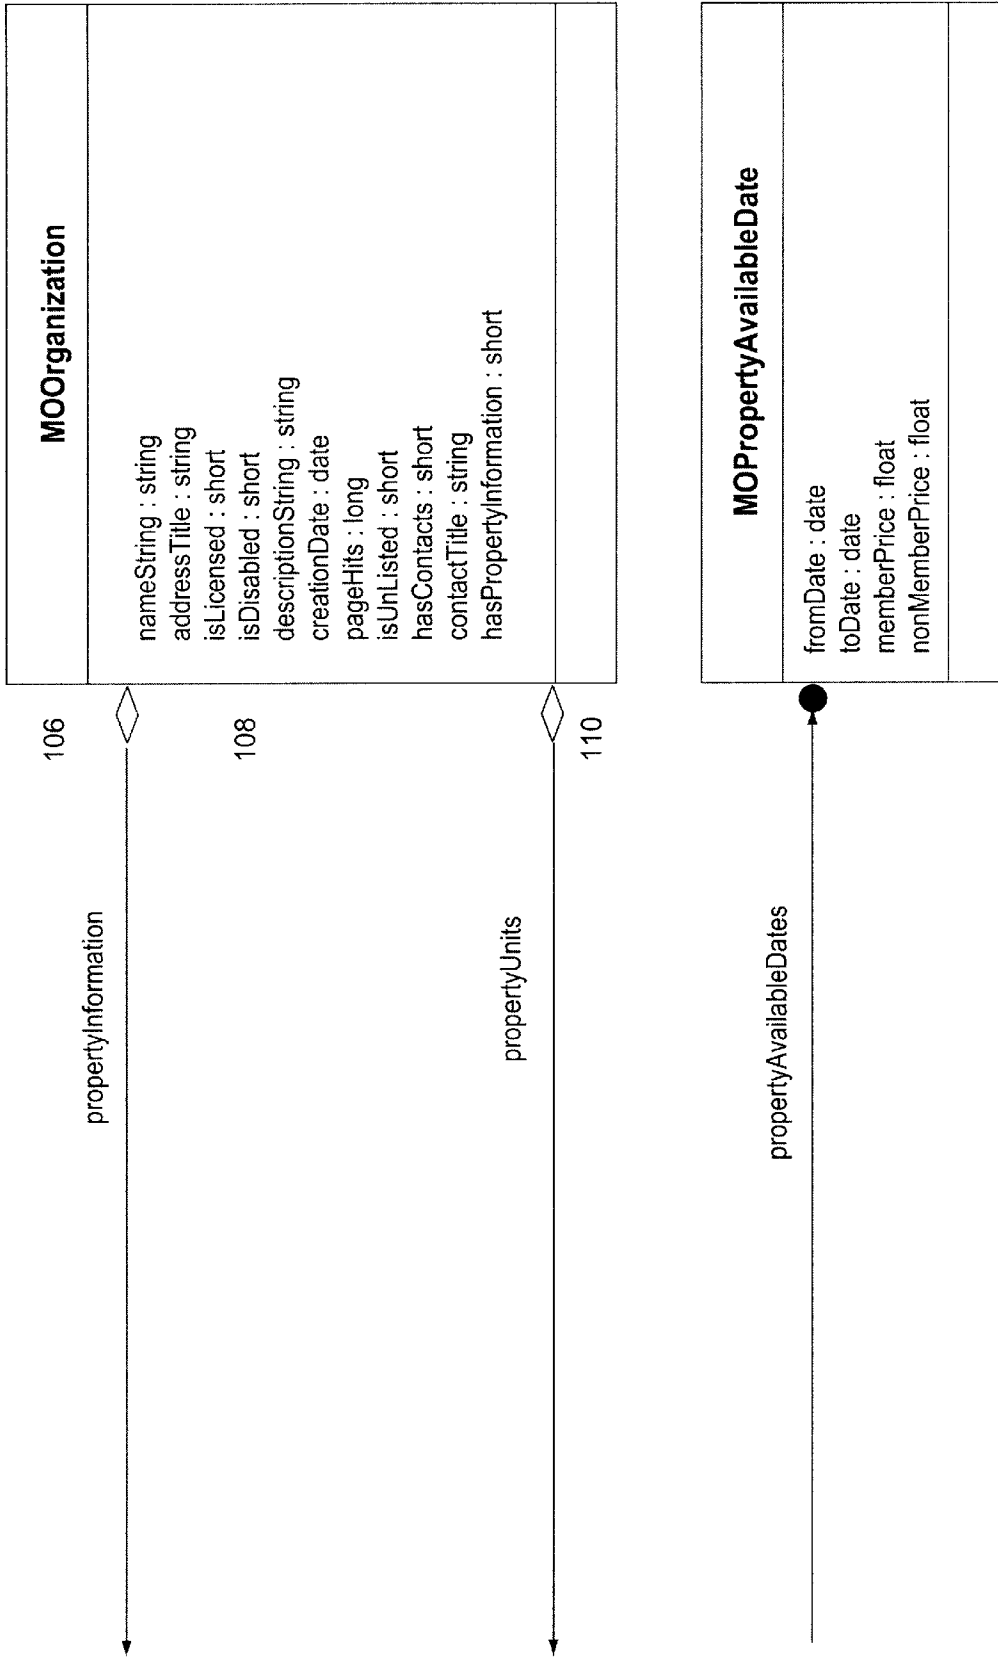 MOOrganization
nameString : string
addressTitle : string
isLicensed : short
isDisabled : short
descriptionString : string
creationDate : date
pageHits : long
isUnListed : short
hasContacts : short
contactTitle : string
hasPropertyInformation : short
106
108
110
propertyInformation
propertyUnits
MOPropertyAvailableDate
fromDate : date
toDate : date
memberPrice : float
nonMemberPrice : float
propertyAvailableDates